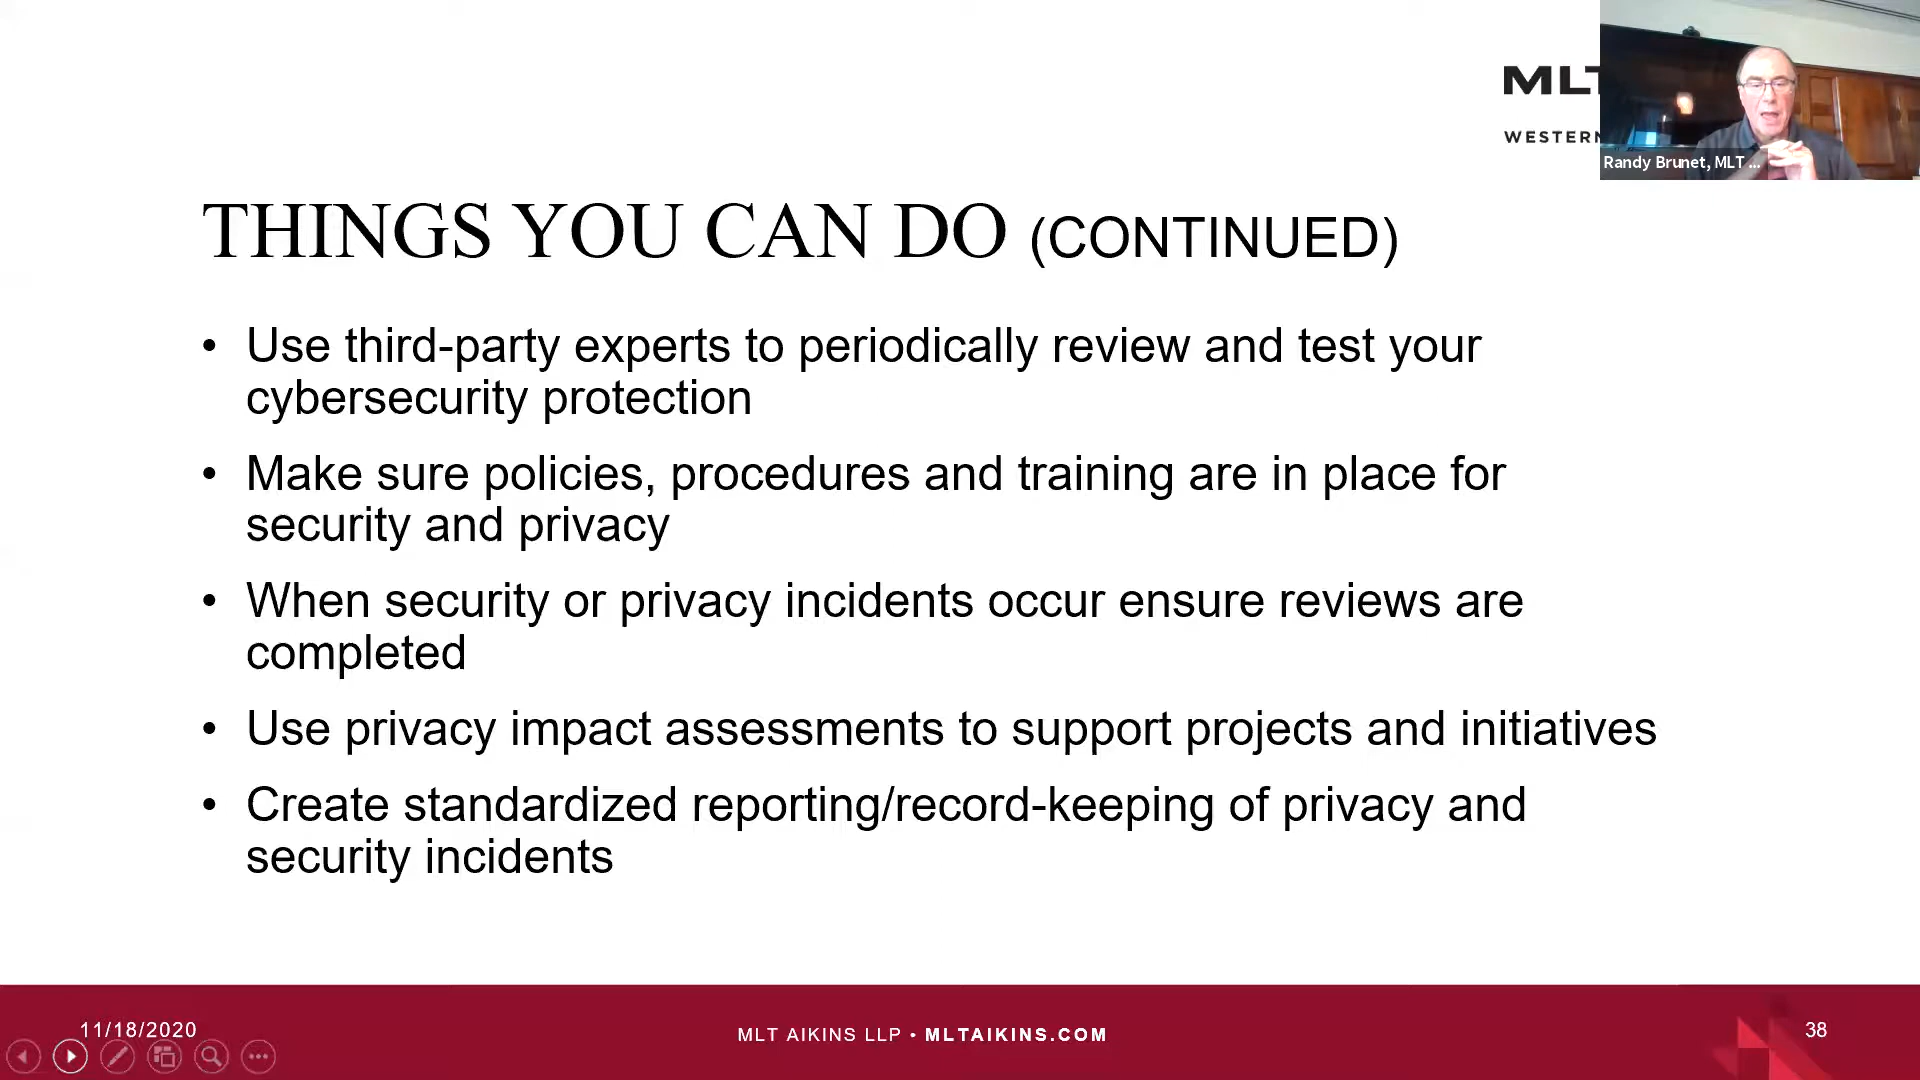 MLT
WESTERN
Randy Brunet, MLT ...
THINGS YOU CAN DO (CONTINUED)
• Use third-party experts to periodically review and test your
cybersecurity protection
• Make sure policies, procedures and training are in place for
security and privacy
• When security or privacy incidents occur ensure reviews are
completed
• Use privacy impact assessments to support projects and initiatives
• Create standardized reporting/record-keeping of privacy and
security incidents
11/18/2020
MLT AIKINS LLP • MLTAIKINS.COM
38